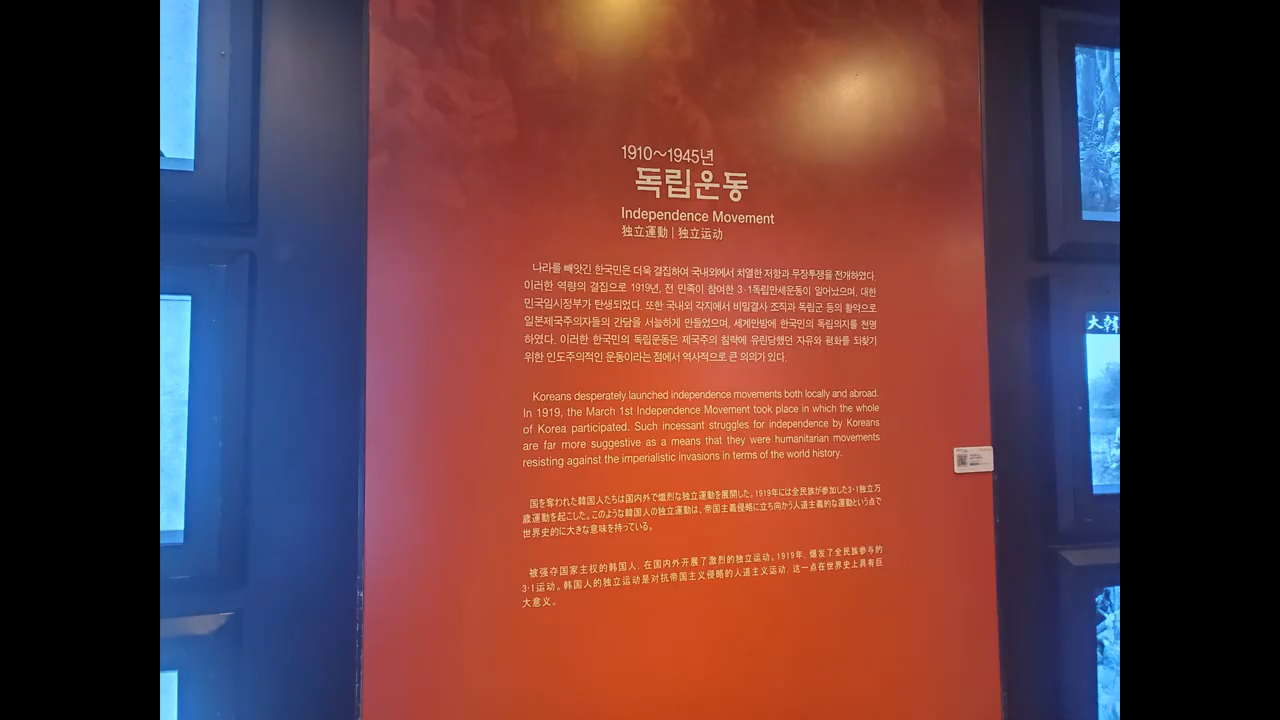 1910~1945년
독립운동
Independence Movement
独立運動 | 独立运动
나라를 빼앗긴 한국민은 더욱 결집하여 국내외에서 치열한 저항과 무장투쟁을 전개하였다.
이러한 역량의 결집으로 1919년, 전 민족이 참여한 3·1독립만세운동이 일어났으며, 대한
민국임시정부가 탄생되었다. 또한 국내외 각지에서 비밀결사 조직과 독립군 등의 활약으로
일본제국주의자들의 간담을 서늘하게 만들었으며, 세계만방에 한국민의 독립의지를 천명
하였다. 이러한 한국민의 독립운동은 제국주의 침략에 유린당했던 자유와 평화를 되찾기
위한 인도주의적인 운동이라는 점에서 역사적으로 큰 의의가 있다.
Koreans desperately launched independence movements both locally and abroad.
In 1919, the March 1st Independence Movement took place in which the whole
of Korea participated. Such incessant struggles for independence by Koreans
are far more suggestive as a means that they were humanitarian movements
resisting against the imperialistic invasions in terms of the world history.
国を奪われた韓国人たちは国内外で熾烈な独立運動を展開した。1919年には全民族が参加した3·1独立万
歳運動を起こした。このような韓国人の独立運動は、帝国主義侵略に立ち向かう人道主義的な運動という点で
世界史的に大きな意味を持っている。
被强夺国家主权的韩国人, 在国内外开展了激烈的独立运动。1919年, 爆发了全民族参与的
3·1运动。韩国人的独立运动是对抗帝国主义侵略的人道主义运动, 这一点在世界史上具有巨
大意义。
大韓